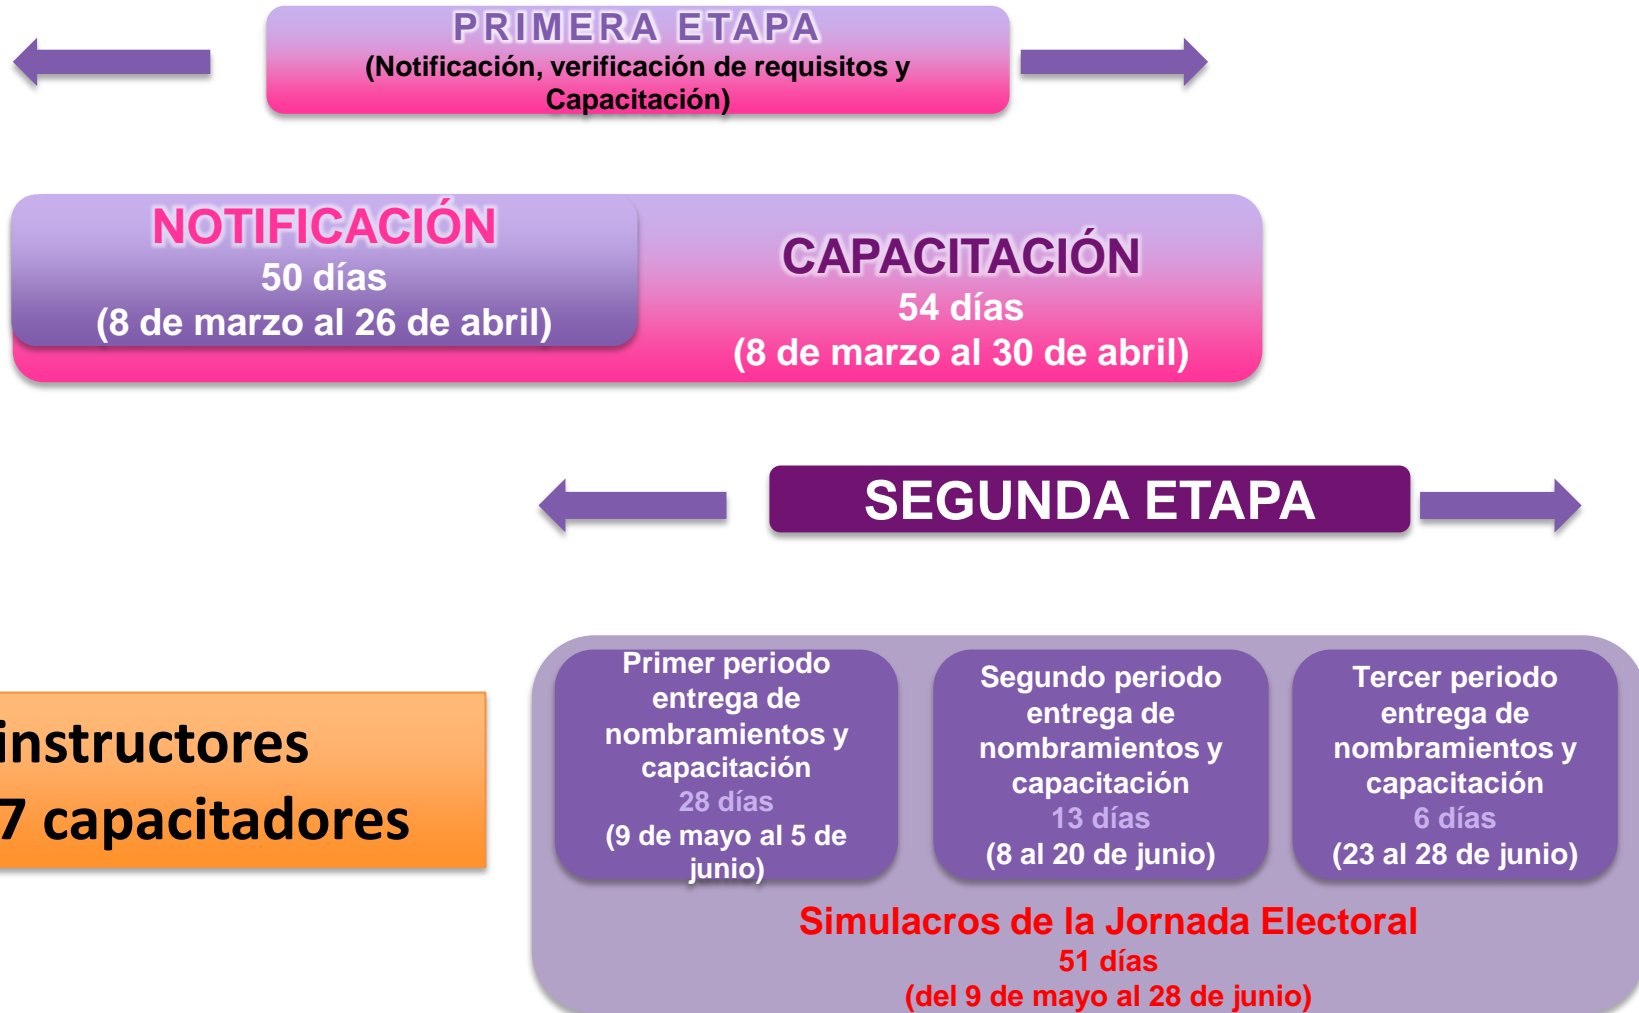 PRIMERA ETAPA
(Notificación, verificación de requisitos y
Capacitación)
NOTIFICACIÓN
50 días
(8 de marzo al 26 de abril)
CAPACITACIÓN
54 días
(8 de marzo al 30 de abril)
SEGUNDA ETAPA
instructores
7 capacitadores
Primer periodo
entrega de
nombramientos y
capacitación
28 días
(9 de mayo al 5 de
junio)
Segundo periodo
entrega de
nombramientos y
capacitación
13 días
(8 al 20 de junio)
Tercer periodo
entrega de
nombramientos y
capacitación
6 días
(23 al 28 de junio)
Simulacros de la Jornada Electoral
51 días
(del 9 de mayo al 28 de junio)